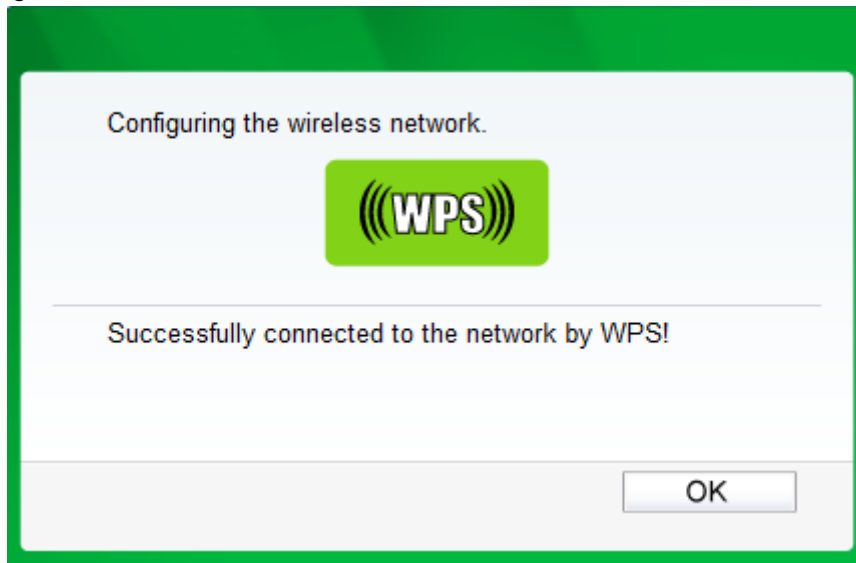 Configuring the wireless network.
(((WPS)))
Successfully connected to the network by WPS!
OK